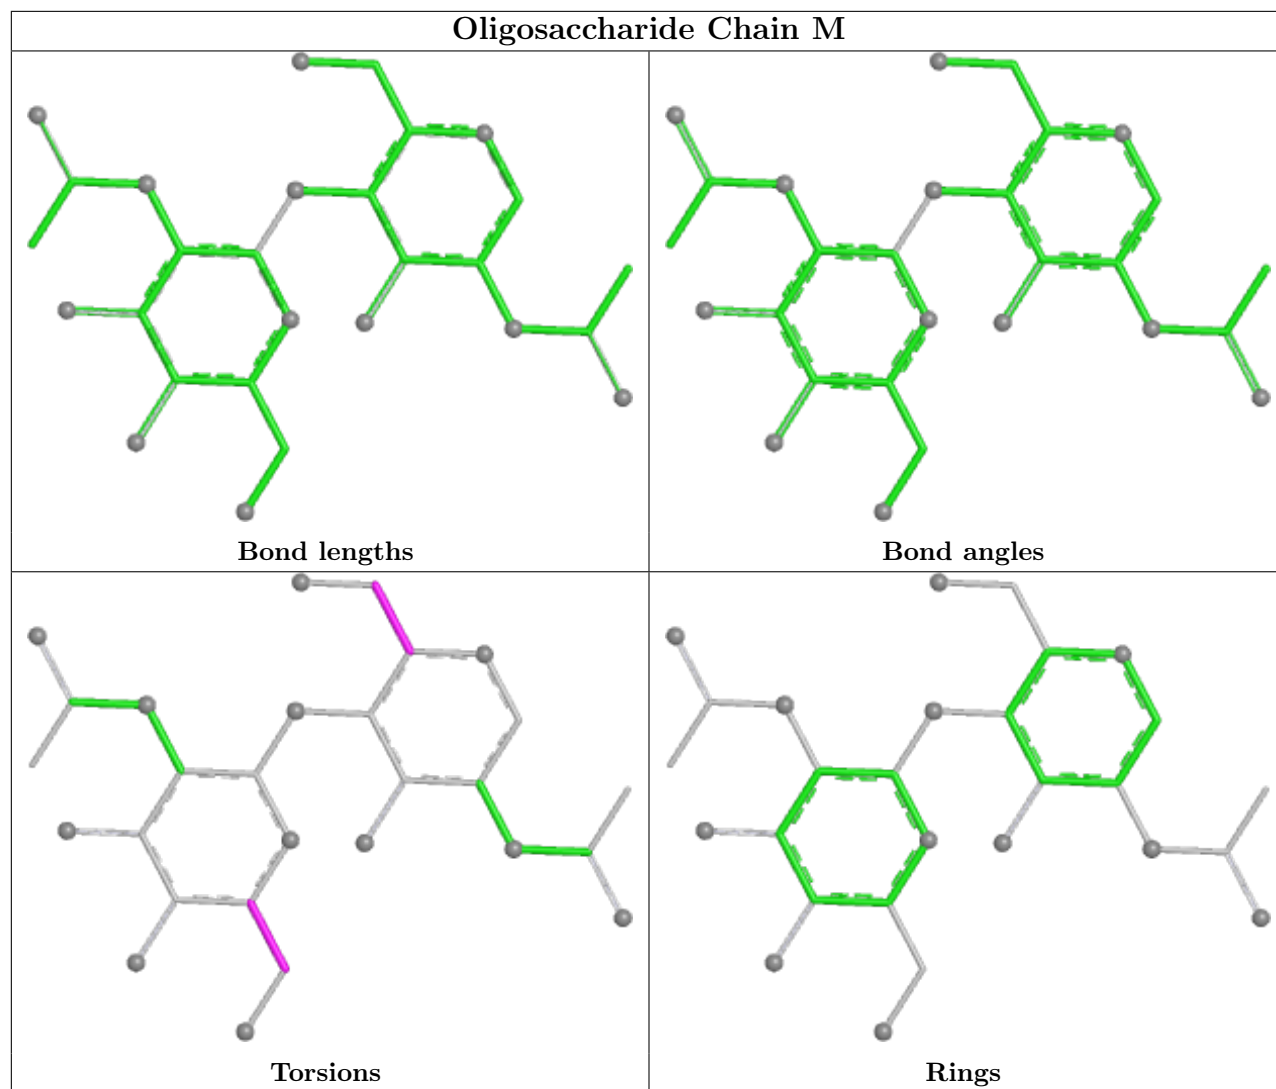 Oligosaccharide Chain M
Bond lengths
Bond angles
Torsions
Rings